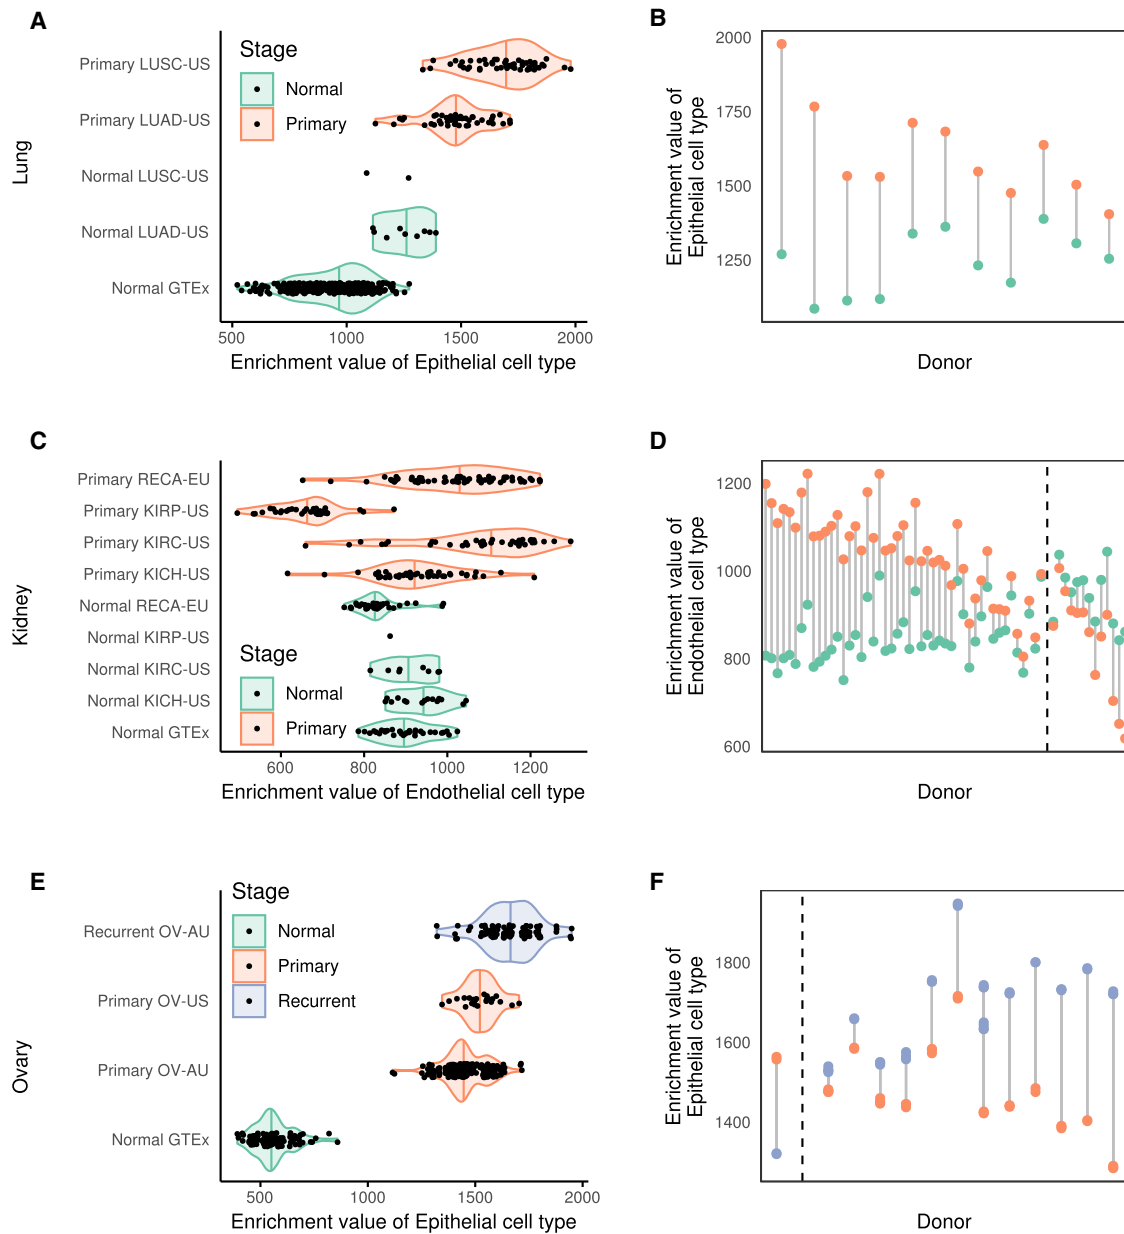 A
Lung
Primary LUSC-US
Primary LUAD-US
Normal LUSC-US
Normal LUAD-US
Normal GTEx
Stage
Normal
Primary
500 1000 1500 2000
Enrichment value of Epithelial cell type
B
Enrichment value of
Epithelial cell type
2000
1750
1500
1250
Donor
C
Kidney
Primary RECA-EU
Primary KIRP-US
Primary KIRC-US
Primary KICH-US
Normal RECA-EU
Normal KIRP-US
Normal KIRC-US
Normal KICH-US
Normal GTEx
Stage
Normal
Primary
600 800 1000 1200
Enrichment value of Endothelial cell type
D
Enrichment value of
Endothelial cell type
1200
1000
800
600
Donor
E
Ovary
Recurrent OV-AU
Primary OV-US
Primary OV-AU
Normal GTEx
Stage
Normal
Primary
Recurrent
500 1000 1500 2000
Enrichment value of Epithelial cell type
F
Enrichment value of
Epithelial cell type
1800
1600
1400
Donor